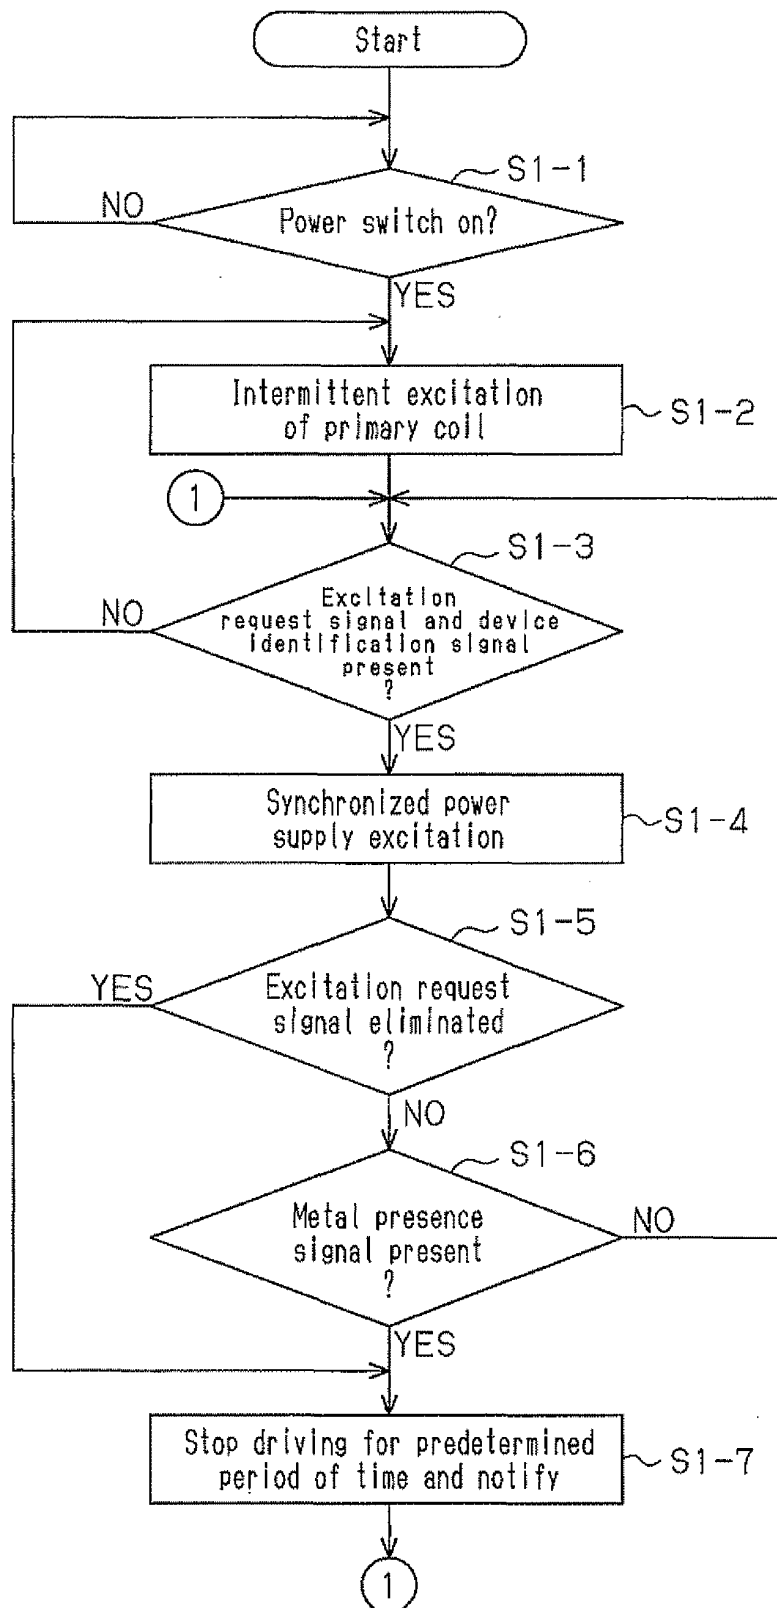 Start
S1-1
NO
Power switch on?
YES
Intermittent excitation
of primary coil
S1-2
1
S1-3
NO
Excitation
request signal and device
identification signal
present
?
YES
Synchronized power
supply excitation
S1-4
S1-5
YES
Excitation request
signal eliminated
?
NO
S1-6
Metal presence
signal present
?
NO
YES
Stop driving for predetermined
period of time and notify
S1-7
1